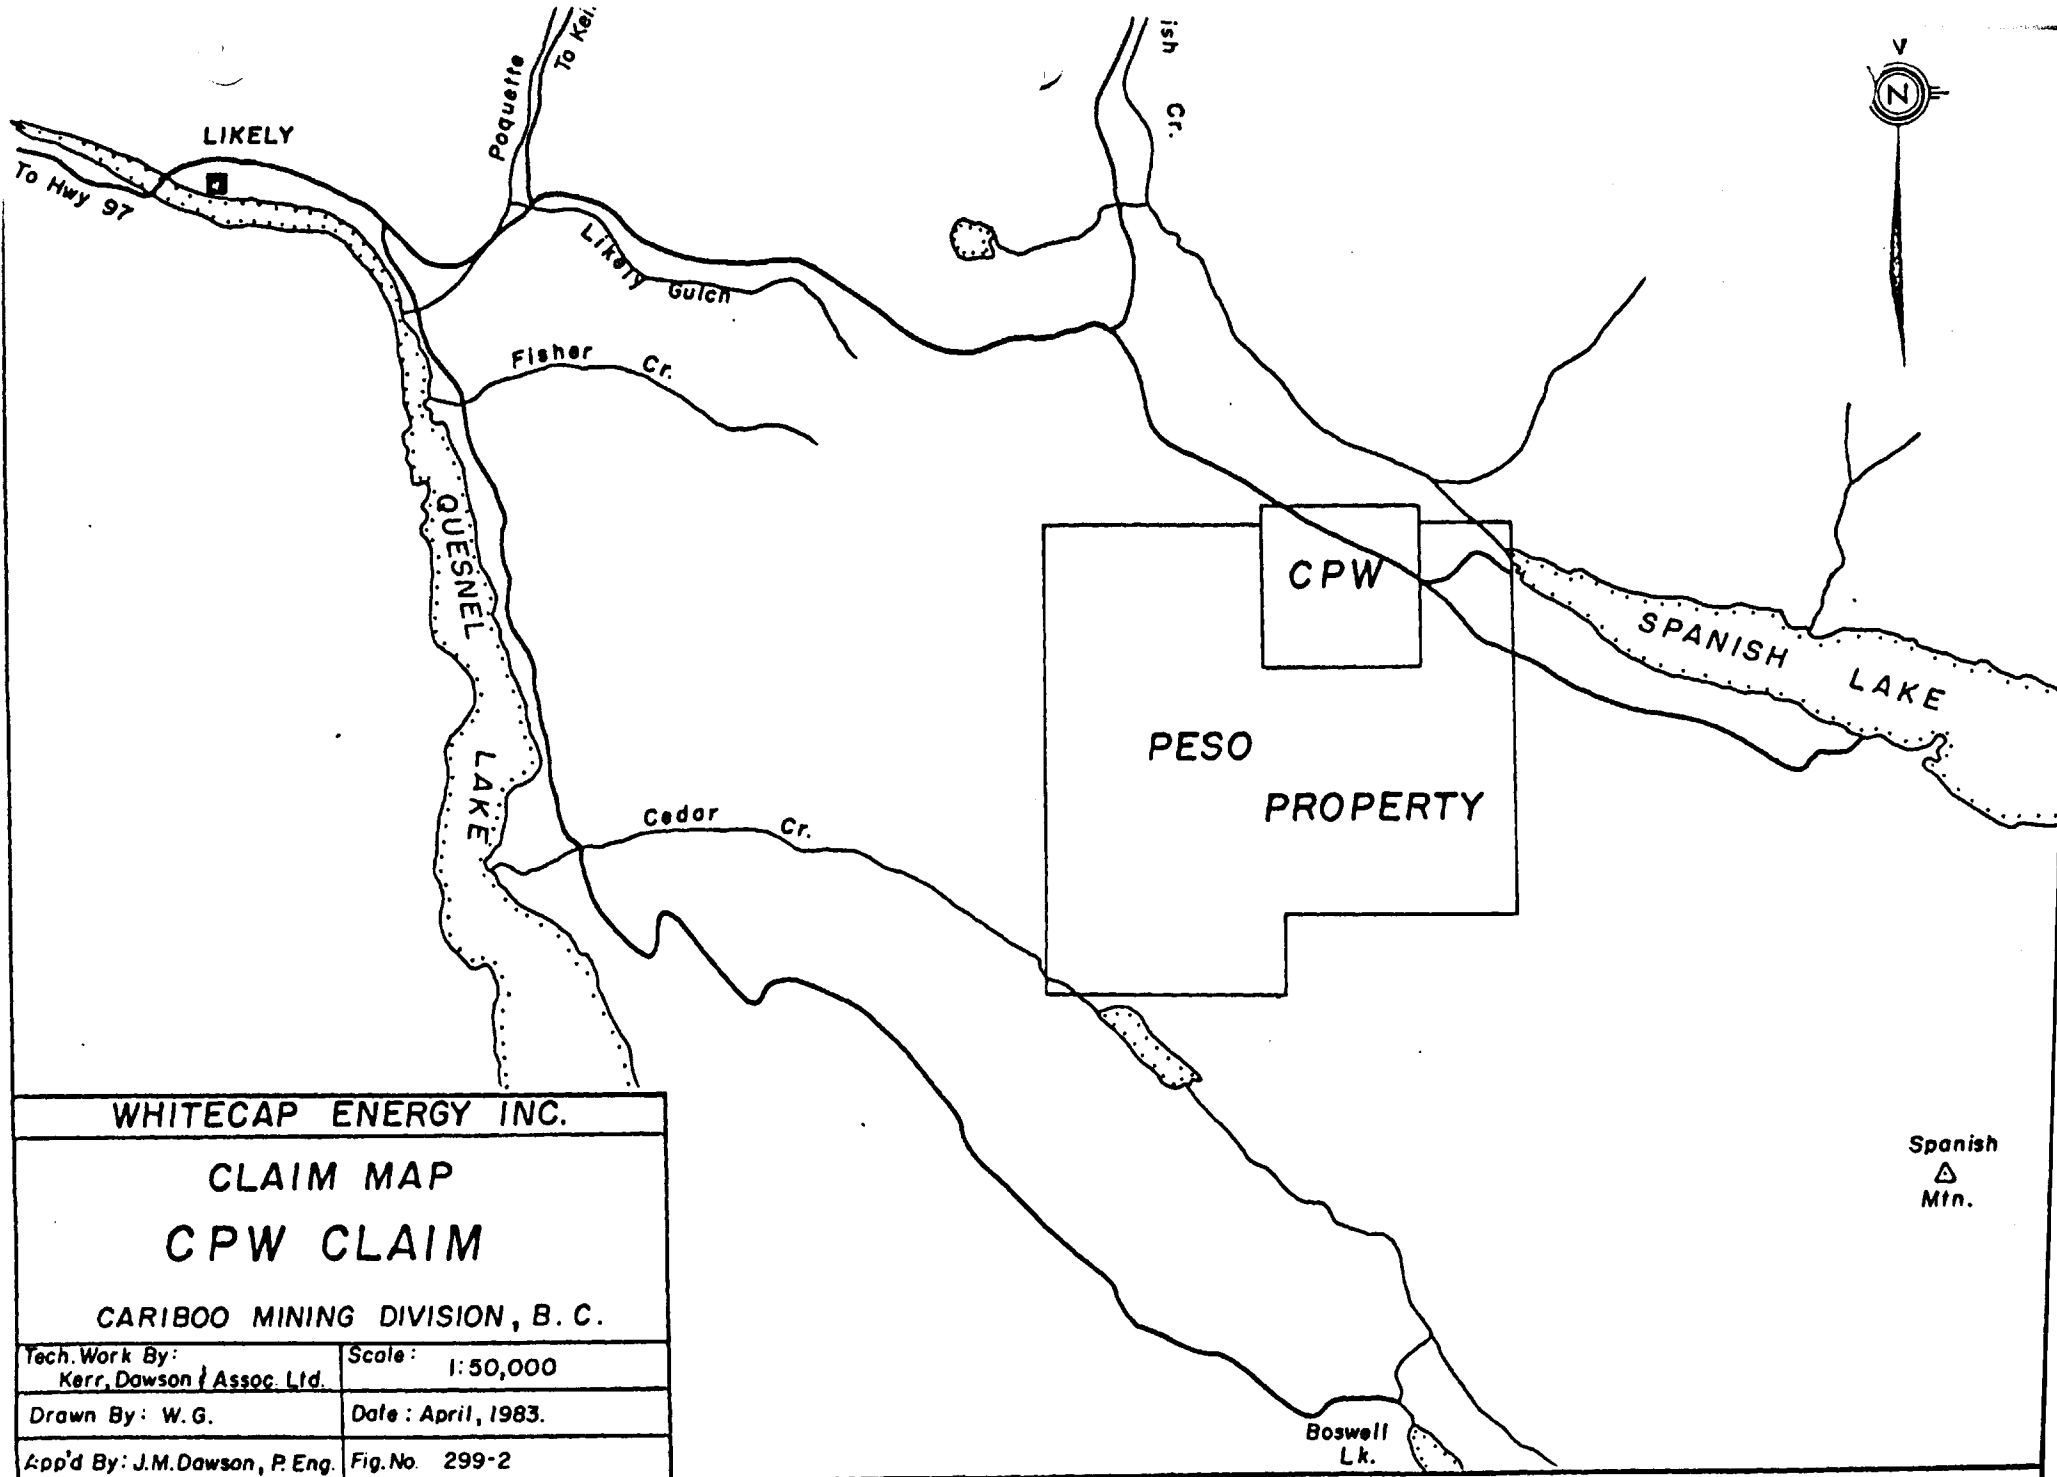 To Kei.
Poquette
ish
Cr.
N
LIKELY
To Hwy 97
Likely
Gulch
Fisher Cr.
QUESNEL
LAKE
CPW
SPANISH
LAKE
PESO
PROPERTY
Cedar Cr.
Spanish
Mtn.
Boswell
Lk.
WHITECAP ENERGY INC.
CLAIM MAP
CPW CLAIM
CARIBOO MINING DIVISION, B.C.
Tech. Work By:
Kerr, Dawson & Assoc. Ltd.
Scale:
1:50,000
Drawn By: W.G.
Date: April, 1983.
App'd By: J.M. Dawson, P. Eng.
Fig. No. 299-2